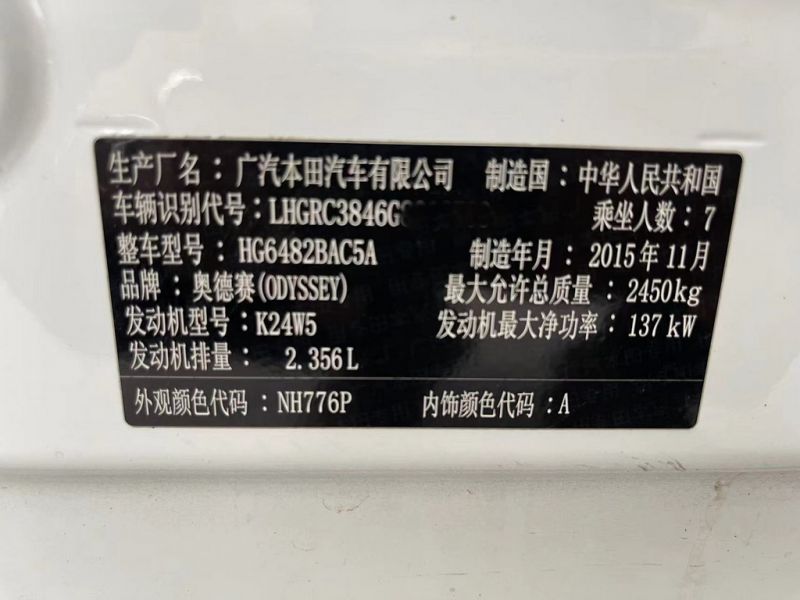 生产厂名：广汽本田汽车有限公司 制造国：中华人民共和国
车辆识别代号：LHGRC3846G 乘坐人数：7
整车型号：HG6482BAC5A 制造年月：2015年11月
品牌：奥德赛(ODYSSEY) 最大允许总质量：2450kg
发动机型号：K24W5 发动机最大净功率：137kW
发动机排量：2.356L
外观颜色代码：NH776P 内饰颜色代码：A